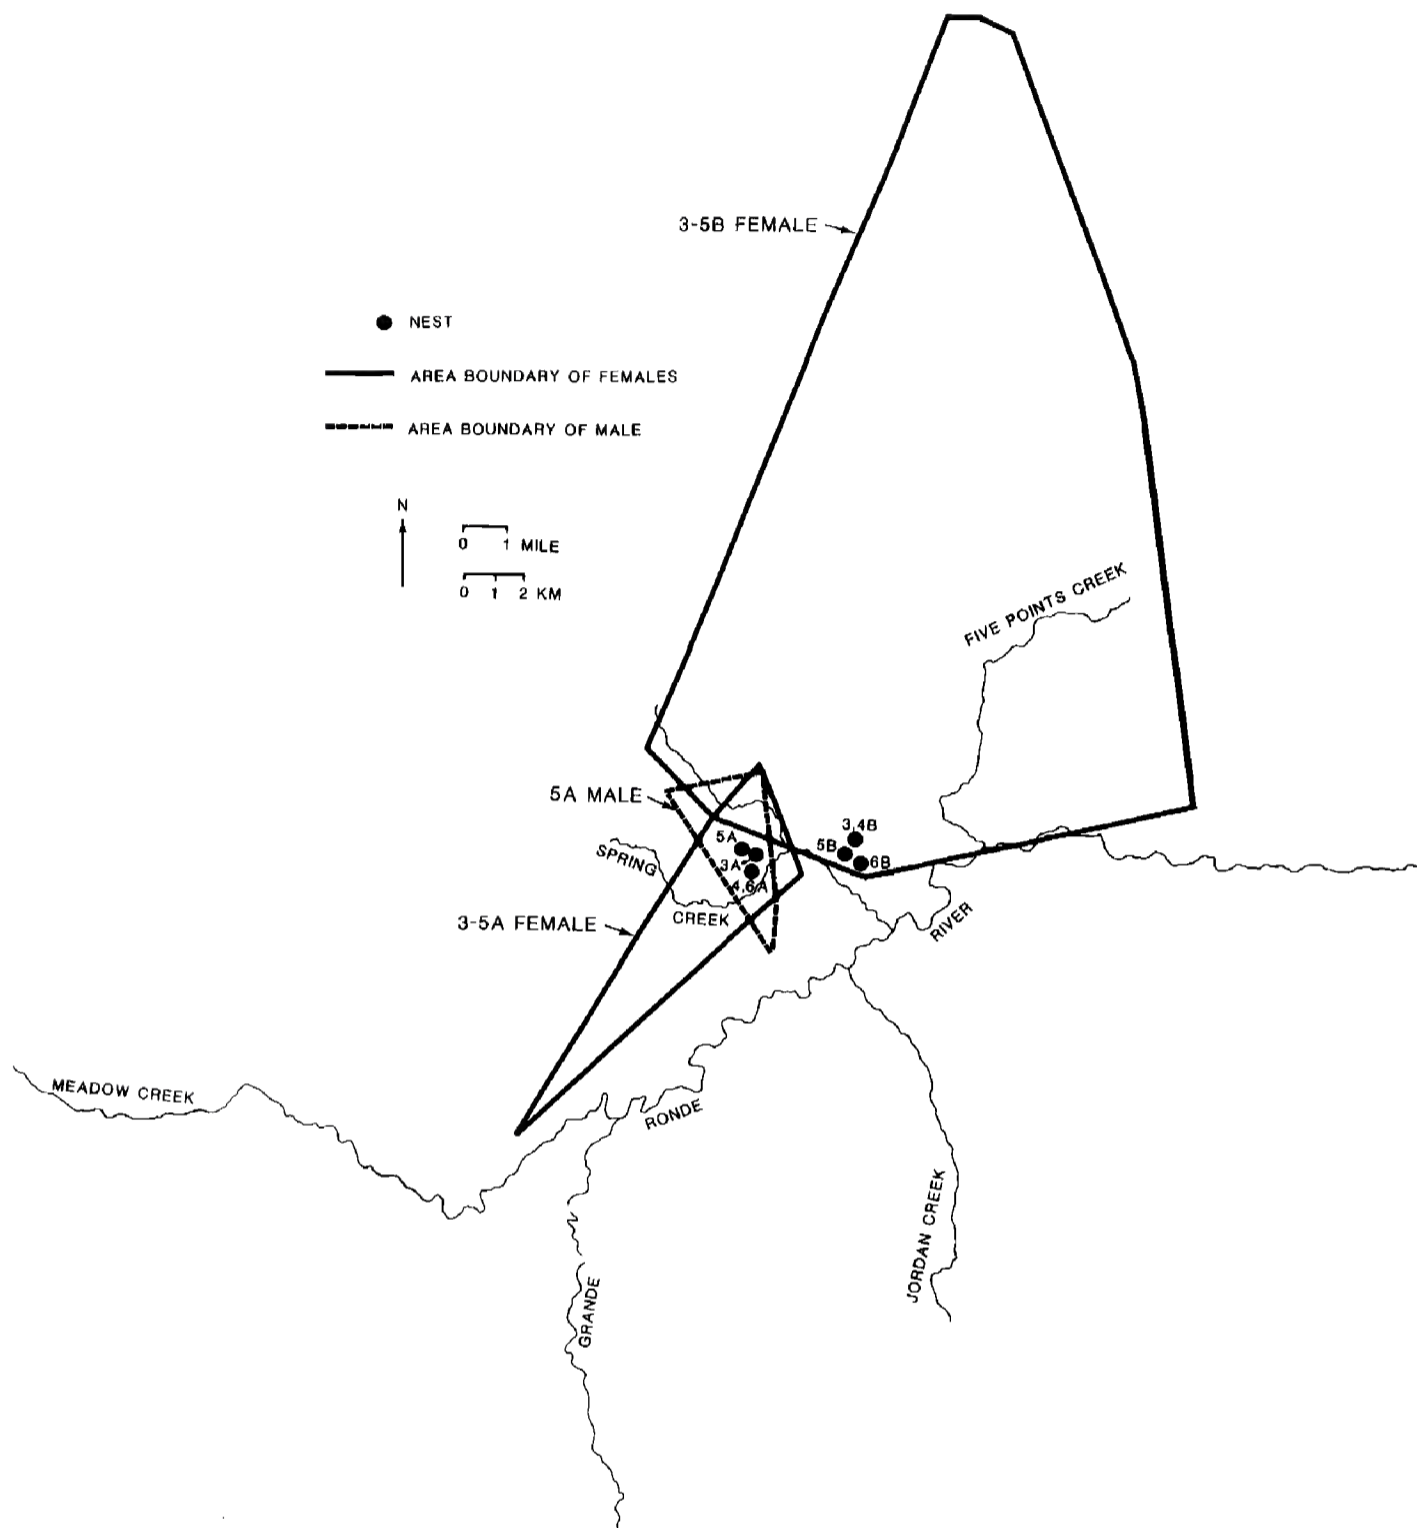 3-5B FEMALE
NEST
AREA BOUNDARY OF FEMALES
AREA BOUNDARY OF MALE
N
0 1 MILE
0 1 2 KM
FIVE POINTS CREEK
5A MALE
3,4B
5A
5B
SPRING
3A
6B
4,6A
CREEK
3-5A FEMALE
RIVER
MEADOW CREEK
RONDE
JORDAN CREEK
GRANDE